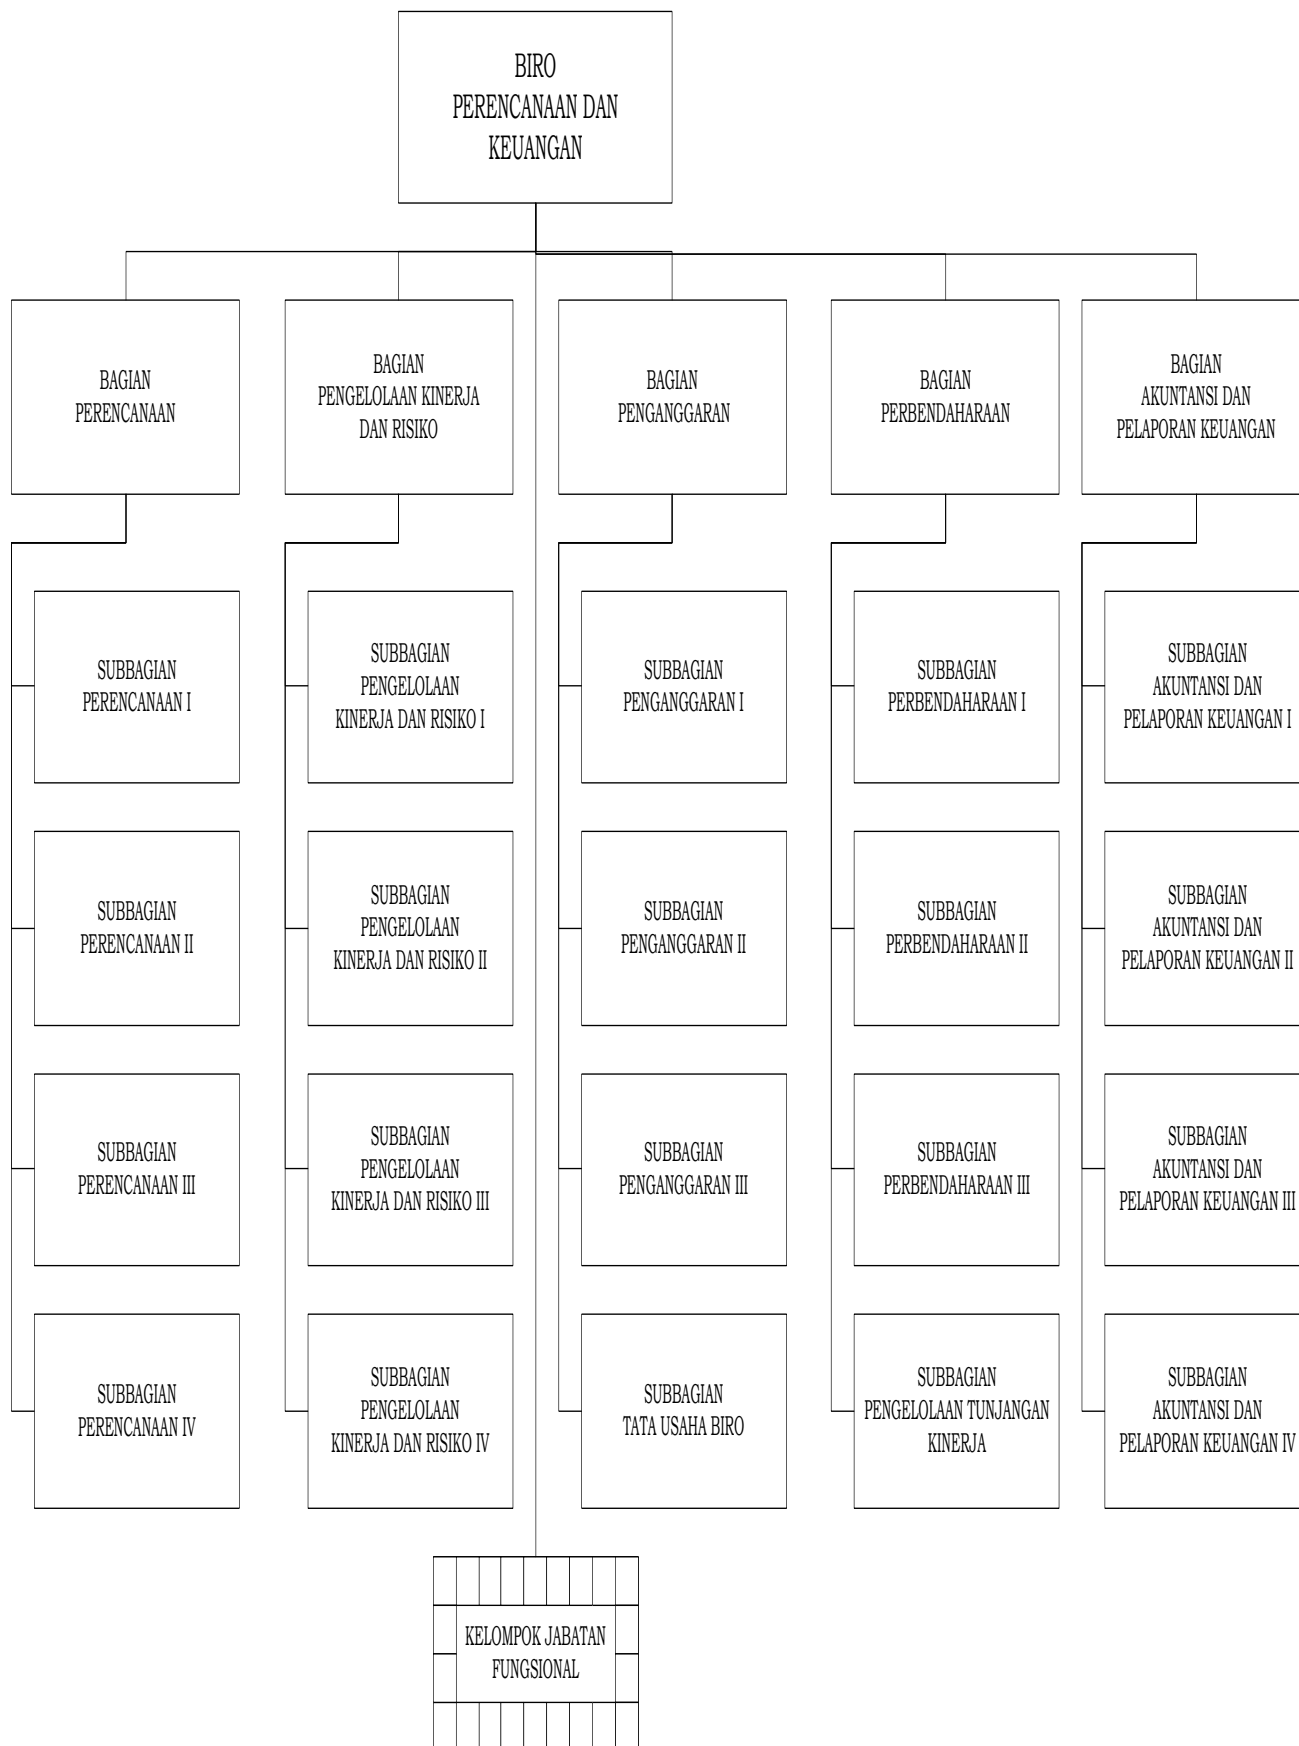 BIRO
PERENCANAAN DAN
KEUANGAN
BAGIAN
PERENCANAAN
BAGIAN
PENGELOLAAN KINERJA
DAN RISIKO
BAGIAN
PENGANGGARAN
BAGIAN
PERBENDAHARAAN
BAGIAN
AKUNTANSI DAN
PELAPORAN KEUANGAN
SUBBAGIAN
PERENCANAAN I
SUBBAGIAN
PENGELOLAAN
KINERJA DAN RISIKO I
SUBBAGIAN
PENGANGGARAN I
SUBBAGIAN
PERBENDAHARAAN I
SUBBAGIAN
AKUNTANSI DAN
PELAPORAN KEUANGAN I
SUBBAGIAN
PERENCANAAN II
SUBBAGIAN
PENGELOLAAN
KINERJA DAN RISIKO II
SUBBAGIAN
PENGANGGARAN II
SUBBAGIAN
PERBENDAHARAAN II
SUBBAGIAN
AKUNTANSI DAN
PELAPORAN KEUANGAN II
SUBBAGIAN
PERENCANAAN III
SUBBAGIAN
PENGELOLAAN
KINERJA DAN RISIKO III
SUBBAGIAN
PENGANGGARAN III
SUBBAGIAN
PERBENDAHARAAN III
SUBBAGIAN
AKUNTANSI DAN
PELAPORAN KEUANGAN III
SUBBAGIAN
PERENCANAAN IV
SUBBAGIAN
PENGELOLAAN
KINERJA DAN RISIKO IV
SUBBAGIAN
TATA USAHA BIRO
SUBBAGIAN
PENGELOLAAN TUNJANGAN
KINERJA
SUBBAGIAN
AKUNTANSI DAN
PELAPORAN KEUANGAN IV
KELOMPOK JABATAN
FUNGSIONAL